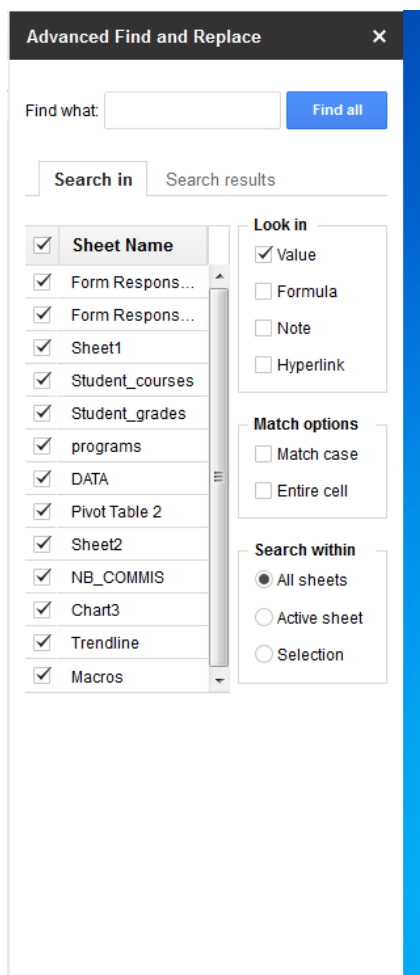 Advanced Find and Replace
Find what:
Find all
Search in
Search results
Sheet Name
Form Respons...
Form Respons...
Sheet1
Student_courses
Student_grades
programs
DATA
Pivot Table 2
Sheet2
NB_COMMIS
Chart3
Trendline
Macros
Look in
Value
Formula
Note
Hyperlink
Match options
Match case
Entire cell
Search within
All sheets
Active sheet
Selection